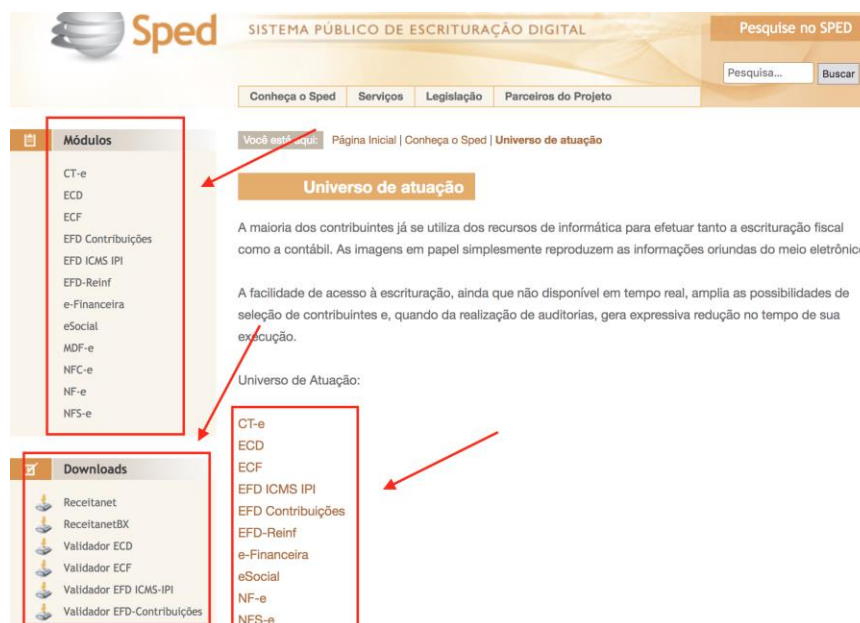 Sped
SISTEMA PÚBLICO DE ESCRITURAÇÃO DIGITAL
Pesquise no SPED
Pesquisa...
Buscar
Conheça o Sped
Serviços
Legislação
Parceiros do Projeto
Módulos
CT-e
ECD
ECF
EFD Contribuições
EFD ICMS IPI
EFD-Reinf
e-Financeira
eSocial
MDF-e
NFC-e
NF-e
NFS-e
Downloads
Receitanet
ReceitanetBX
Validador ECD
Validador ECF
Validador EFD ICMS-IPI
Validador EFD-Contribuições
Você está aqui: Página Inicial | Conheça o Sped | Universo de atuação
Universo de atuação
A maioria dos contribuintes já se utiliza dos recursos de informática para efetuar tanto a escrituração fiscal
como a contábil. As imagens em papel simplesmente reproduzem as informações oriundas do meio eletrônic
A facilidade de acesso à escrituração, ainda que não disponível em tempo real, amplia as possibilidades de
seleção de contribuintes e, quando da realização de auditorias, gera expressiva redução no tempo de sua
execução.
Universo de Atuação:
CT-e
ECD
ECF
EFD ICMS IPI
EFD Contribuições
EFD-Reinf
e-Financeira
eSocial
NF-e
NFS-e